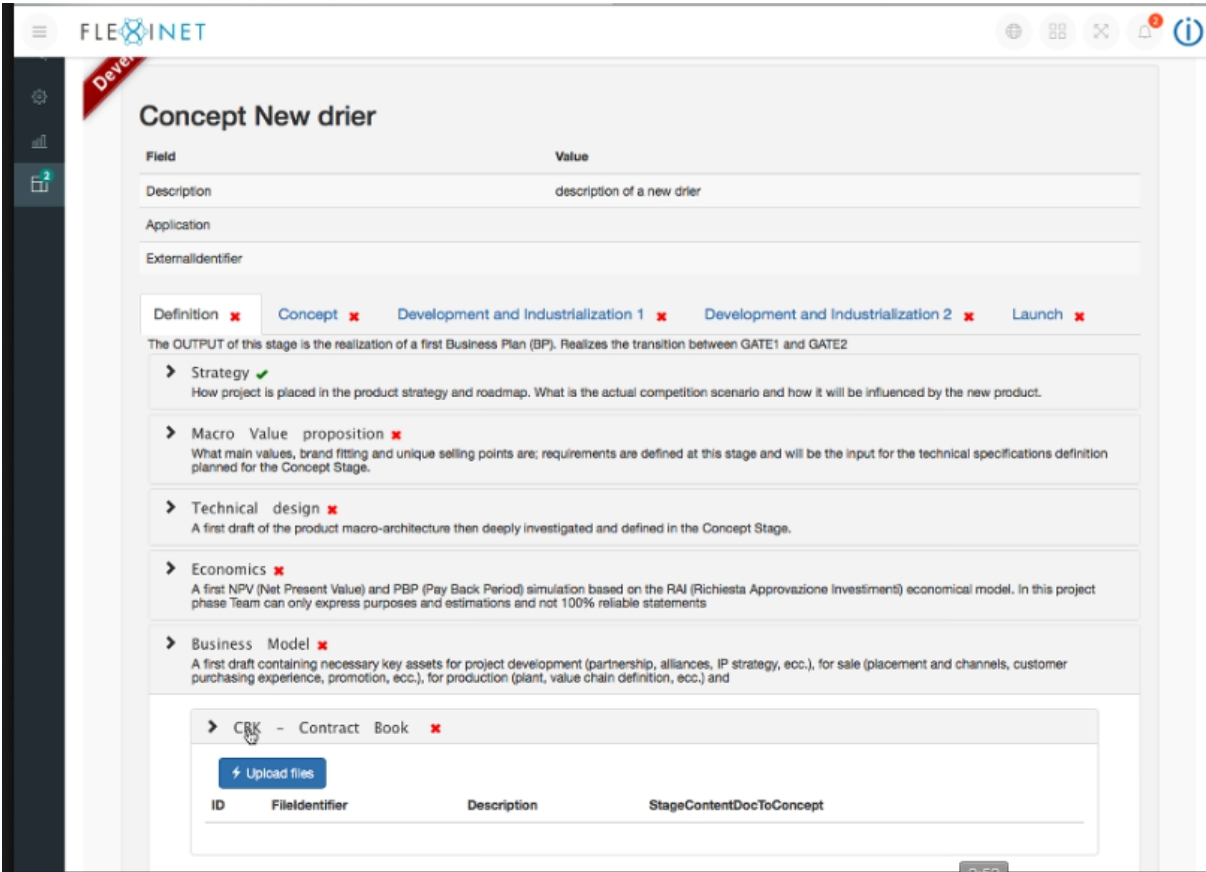 FLEXINET
2
Concept New drier
Field Value
Description description of a new drier
Application
ExternalIdentifier
2
Definition Concept Development and Industrialization 1 Development and Industrialization 2 Launch
The OUTPUT of this stage is the realization of a first Business Plan (BP). Realizes the transition between GATE1 and GATE2
Strategy
How project is placed in the product strategy and roadmap. What is the actual competition scenario and how it will be influenced by the new product.
Macro Value proposition
What main values, brand fitting and unique selling points are; requirements are defined at this stage and will be the input for the technical specifications definition
planned for the Concept Stage.
Technical design
A first draft of the product macro-architecture then deeply investigated and defined in the Concept Stage.
Economics
A first NPV (Net Present Value) and PBP (Pay Back Period) simulation based on the RAI (Richiesta Approvazione Investimenti) economical model. In this project
phase Team can only express purposes and estimations and not 100% reliable statements
Business Model
A first draft containing necessary key assets for project development (partnership, alliances, IP strategy, ecc.), for sale (placement and channels, customer
purchasing experience, promotion, ecc.), for production (plant, value chain definition, ecc.) and
CRK - Contract Book
Upload files
ID FileIdentifier Description StageContentDocToConcept